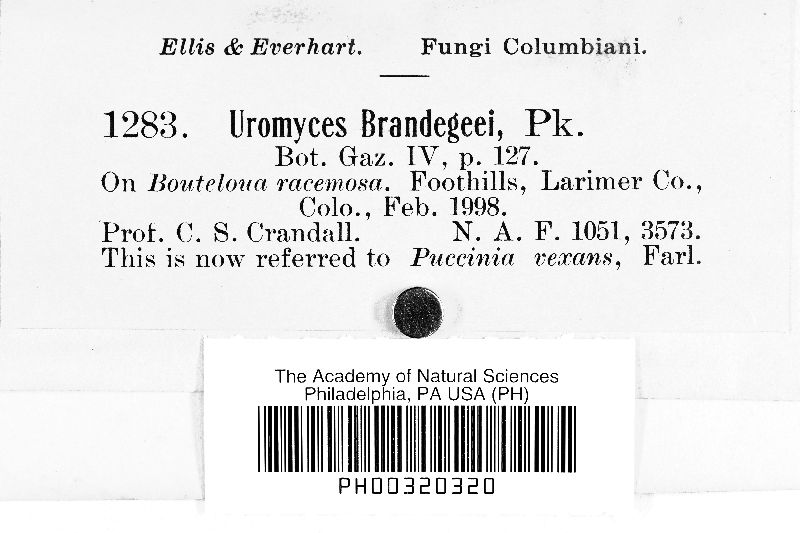 Ellis & Everhart. Fungi Columbiani.
1283. Uromyces Brandegeei, Pk.
Bot. Gaz. IV, p. 127.
On Bouteloua racemosa. Foothills, Larimer Co.,
Colo., Feb. 1998.
Prof. C. S. Crandall. N. A. F. 1051, 3573.
This is now referred to Puccinia vexans, Farl.
The Academy of Natural Sciences
Philadelphia, PA USA (PH)
PH00320320